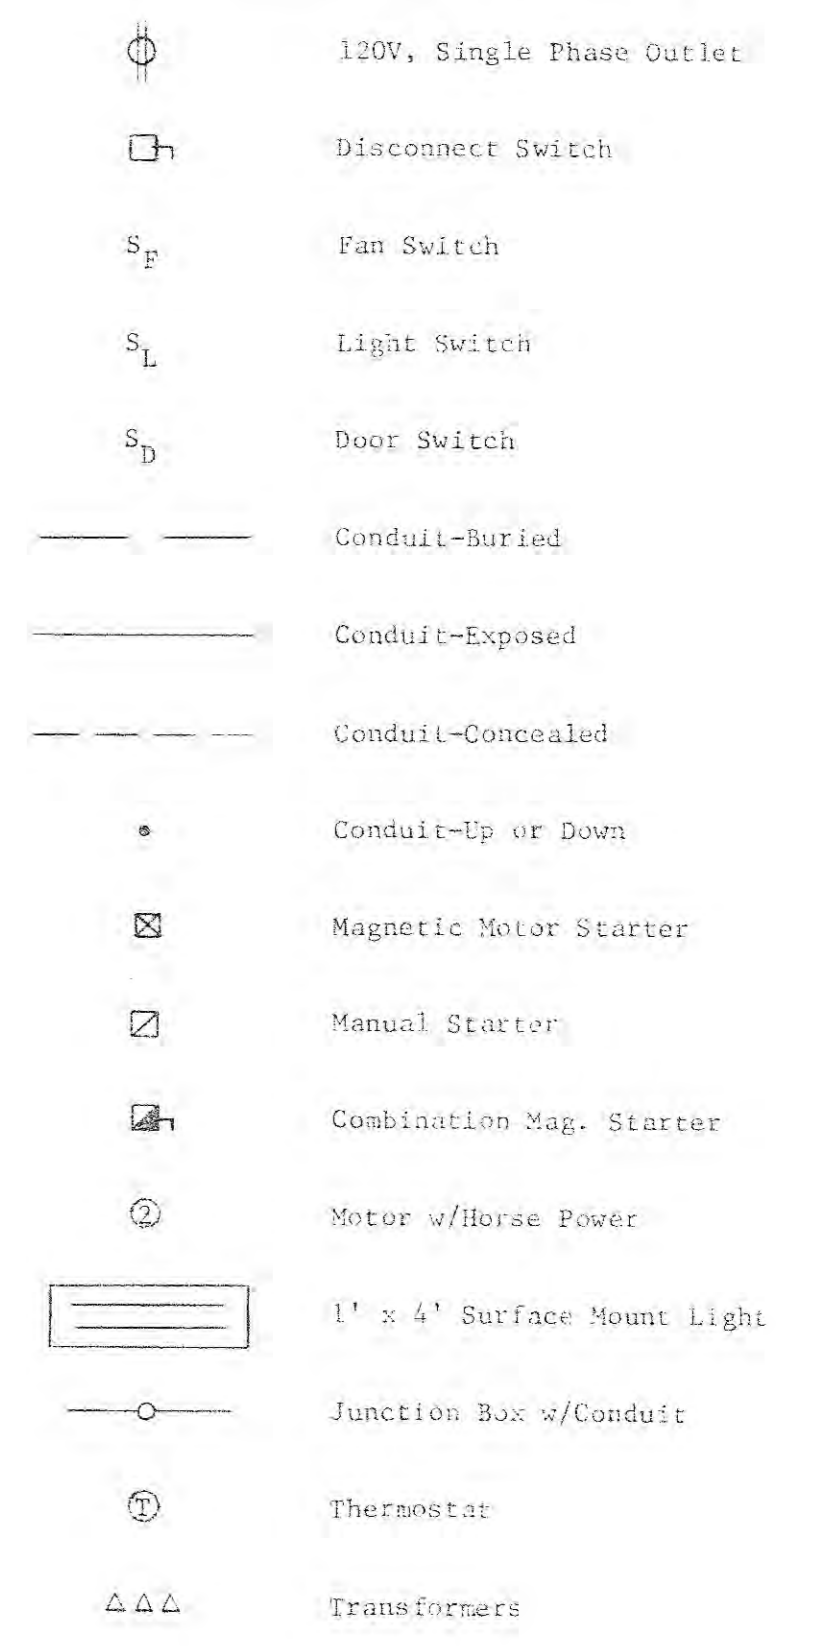 120V, Single Phase Outlet
Disconnect Switch
SF Fan Switch
SL Light Switch
SD Door Switch
Conduit-Buried
Conduit-Exposed
Conduit-Concealed
Conduit-Up or Down
Magnetic Motor Starter
Manual Starter
Combination Mag. Starter
2 Motor w/Horse Power
1' x 4' Surface Mount Light
Junction Box w/Conduit
T Thermostat
Transformers